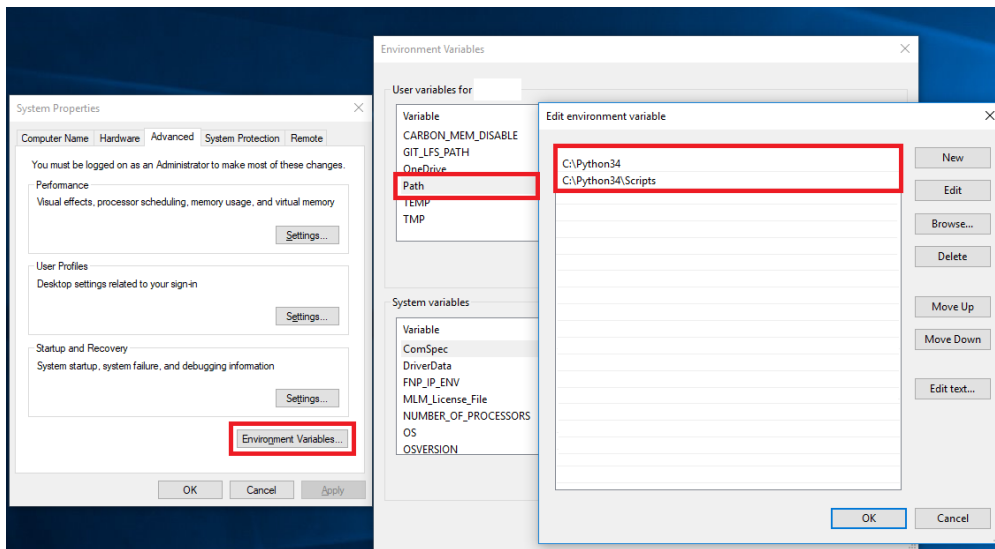 System Properties
Computer Name Hardware Advanced System Protection Remote
You must be logged on as an Administrator to make most of these changes.
Perfomance
Visual effects, processor scheduling, memory usage, and virtual memory
Settings...
User Profiles
Desktop settings related to your sign-in
Settings...
Startup and Recovery
System startup, system failure, and debugging information
Settings...
Environment Variables...
OK Cancel Apply
Environment Variables
User variables for
Variable
CARBON_MEM_DISABLE
GIT_LFS_PATH
OneDrive
Path
TEMP
TMP
System variables
Variable
ComSpec
DriverData
FNP_IP_ENV
MLM_License_File
NUMBER_OF_PROCESSORS
OS
OSVERSION
Edit environment variable
C:\Python34
C:\Python34\Scripts
New
Edit
Browse...
Delete
Move Up
Move Down
Edit text...
OK Cancel